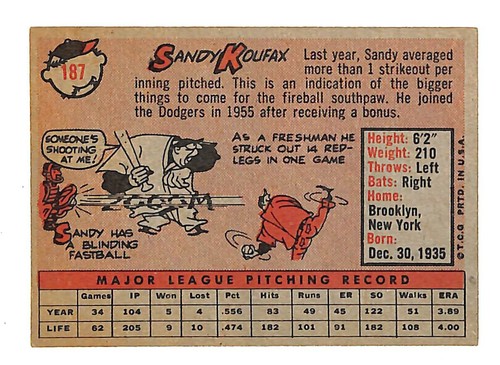 187
SANDY KOUFAX
Last year, Sandy averaged
more than 1 strikeout per
inning pitched. This is an indication of the bigger
things to come for the fireball southpaw. He joined
the Dodgers in 1955 after receiving a bonus.
SOMEONE'S
SHOOTING
AT ME!
ZOOOM
SANDY HAS
A BLINDING
FASTBALL
AS A FRESHMAN HE
STRUCK OUT 14 RED-
LEGS IN ONE GAME
Height: 6'2"
Weight: 210
Throws: Left
Bats: Right
Home:
Brooklyn,
New York
Born:
Dec. 30, 1935
© T.C.G. PRTD. IN U.S.A.
MAJOR LEAGUE PITCHING RECORD
Games IP Won Lost Pct Hits Runs ER SO Walks ERA
YEAR 34 104 5 4 .556 83 49 45 122 51 3.89
LIFE 62 205 9 10 .474 182 101 91 182 108 4.00